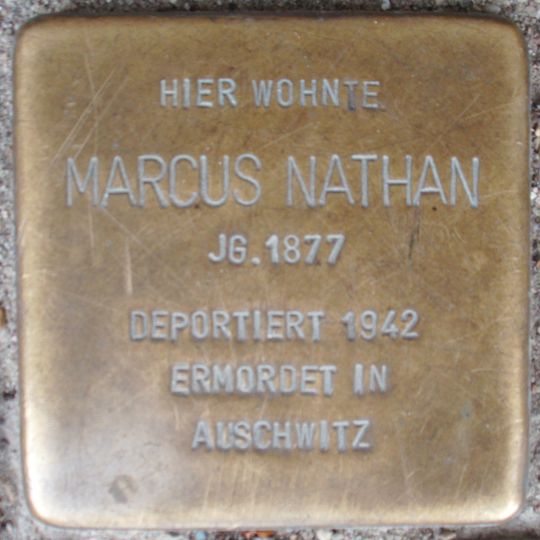 HIER WOHNTE
MARCUS NATHAN
JG. 1877
DEPORTIERT 1942
ERMORDET IN
AUSCHWITZ